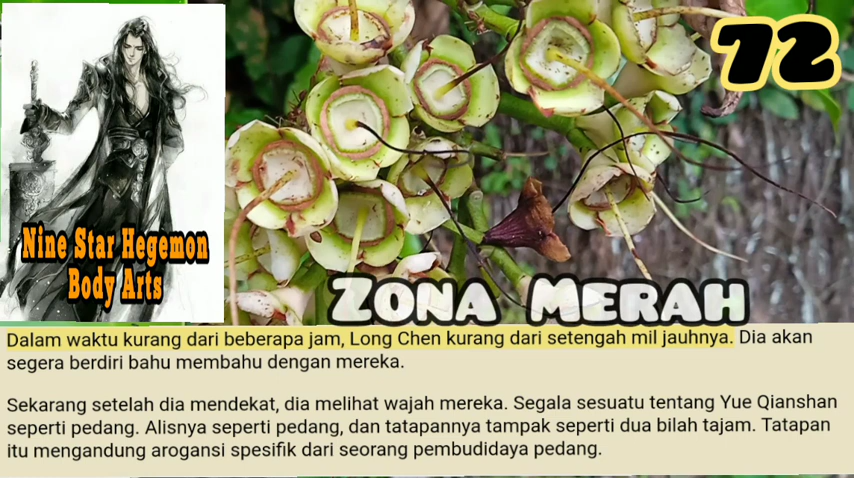 72
Nine Star Hegemon
Body Arts
ZONA MERAH
Dalam waktu kurang dari beberapa jam, Long Chen kurang dari setengah mil jauhnya. Dia akan
segera berdiri bahu membahu dengan mereka.
Sekarang setelah dia mendekat, dia melihat wajah mereka. Segala sesuatu tentang Yue Qianshan
seperti pedang. Alisnya seperti pedang, dan tatapannya tampak seperti dua bilah tajam. Tatapan
itu mengandung arogansi spesifik dari seorang pembudidaya pedang.